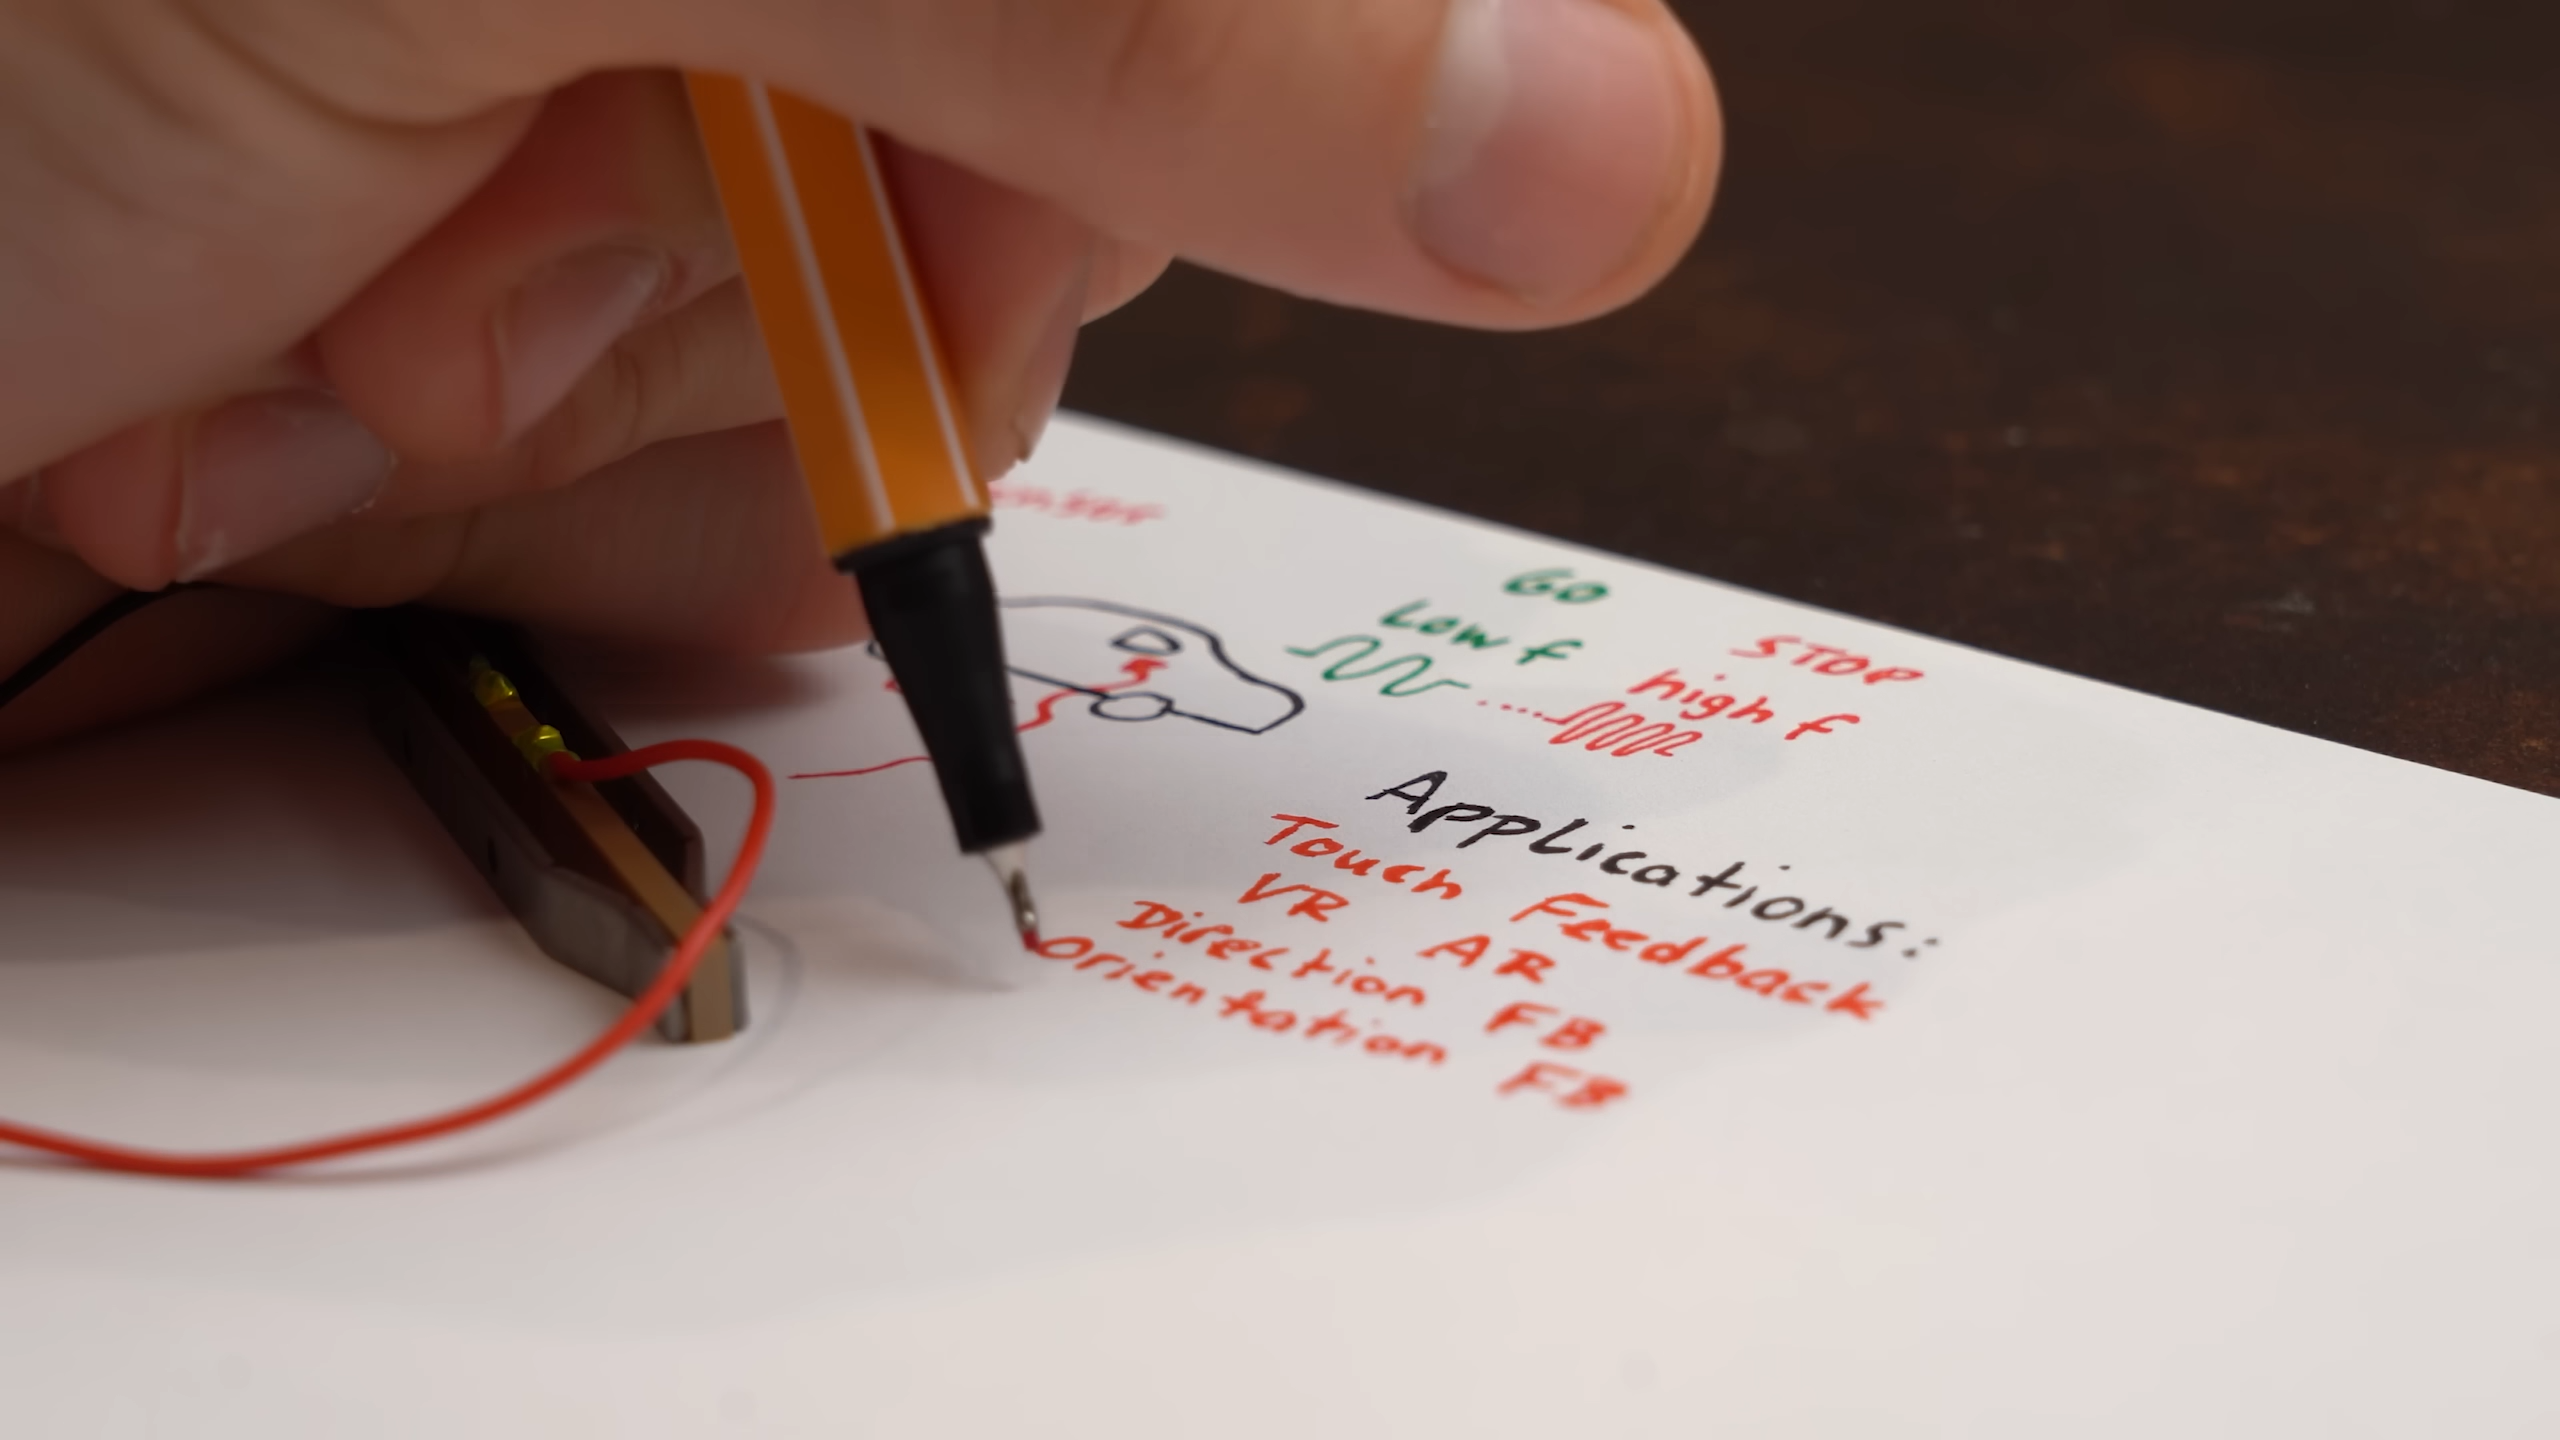 GO
Low f
STOP
high f
Applications:
Touch Feedback
VR AR
Direction FB
Orientation FB